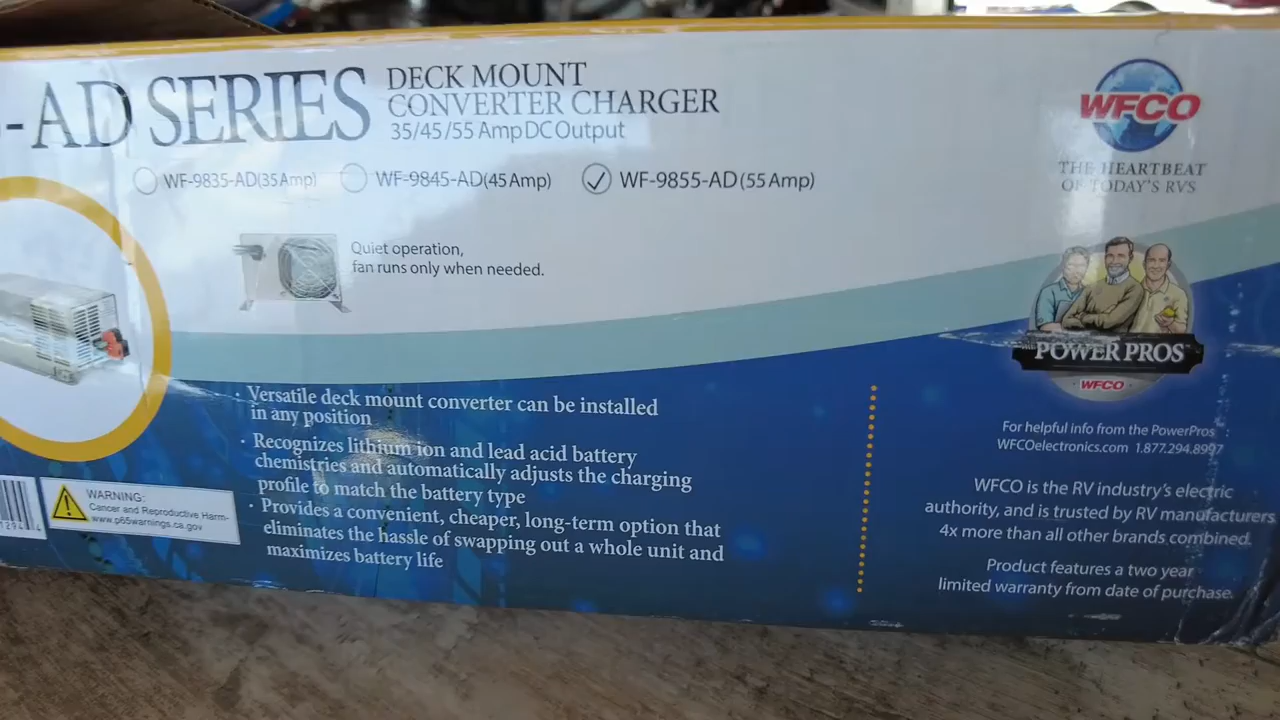 -AD SERIES
DECK MOUNT
CONVERTER CHARGER
35/45/55 Amp DC Output
WF-9835-AD(35 Amp)
WF-9845-AD(45 Amp)
WF-9855-AD (55 Amp)
Quiet operation,
fan runs only when needed.
WFCO
THE HEARTBEAT
OF TODAY'S RVS
POWER PROS
WFCO
· Versatile deck mount converter can be installed
in any position
· Recognizes lithium ion and lead acid battery
chemistries and automatically adjusts the charging
profile to match the battery type
· Provides a convenient, cheaper, long-term option that
eliminates the hassle of swapping out a whole unit and
maximizes battery life
WARNING:
Cancer and Reproductive Harm-
www.p65warnings.ca.gov
For helpful info from the PowerPros
WFCOelectronics.com 1.877.294.8997
WFCO is the RV industry's electric
authority, and is trusted by RV manufacturers
4x more than all other brands combined.
Product features a two year
limited warranty from date of purchase.